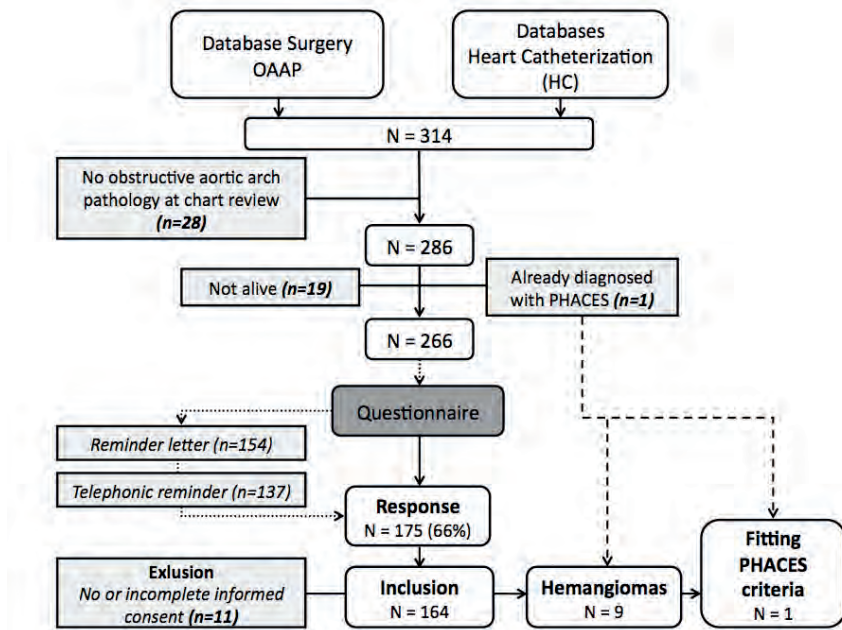 Database Surgery
OAAP
Databases
Heart Catheterization
(HC)
N = 314
No obstructive aortic arch
pathology at chart review
(n=28)
N = 286
Not alive (n=19)
Already diagnosed
with PHACES (n=1)
N = 266
Questionnaire
Reminder letter (n=154)
Telephonic reminder (n=137)
Response
N = 175 (66%)
Exlusion
No or incomplete informed
consent (n=11)
Inclusion
N = 164
Hemangiomas
N = 9
Fitting
PHACES
criteria
N = 1